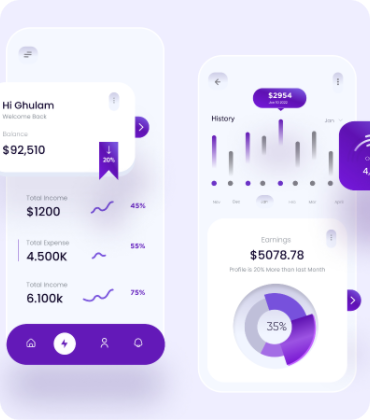 Hi Ghulam
Welcome Back
Balance
$92,510
20%
Total Income
$1200
45%
Total Expense
4.500K
55%
Total Income
6.100k
75%
$2954
History
Earnings
$5078.78
Profile is 20% More than last Month
35%